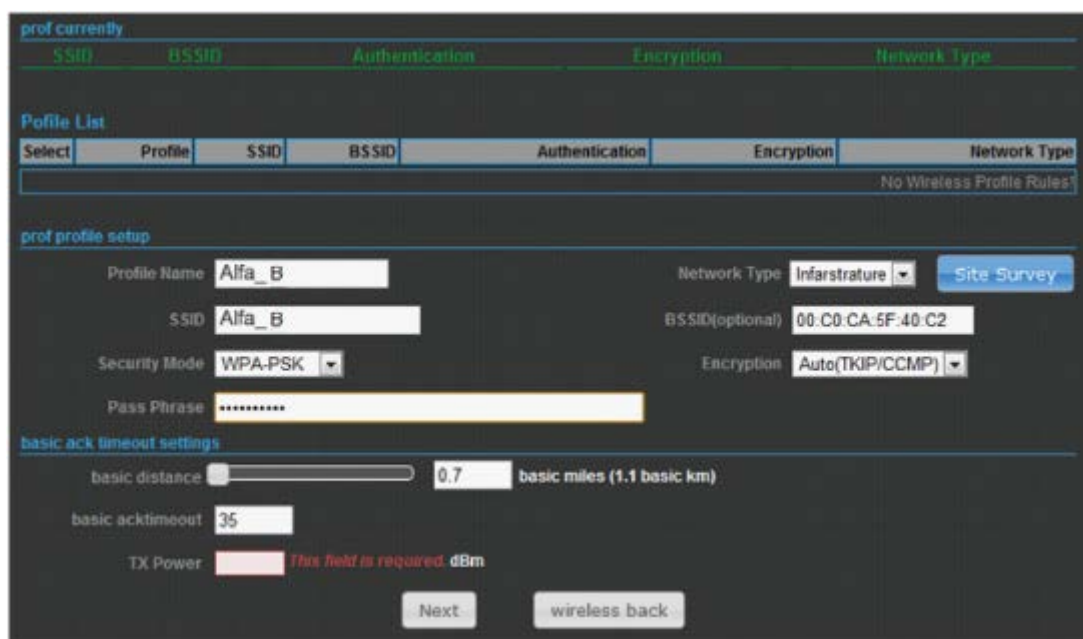 prof currently
SSID BSSID Authentication Encryption Network Type
Pofile List
Select Profile SSID BSSID Authentication Encryption Network Type
No Wireless Profile Rules!
prof profile setup
Profile Name Alfa_ B Network Type Infarstrature Site Survey
SSID Alfa_ B BSSID(optional) 00:C0:CA:5F:40:C2
Security Mode WPA-PSK Encryption Auto(TKIP/CCMP)
Pass Phrase ••••••••••
basic ack timeout settings
basic distance 0.7 basic miles (1.1 basic km)
basic acktimeout 35
TX Power This field is required. dBm
Next wireless back